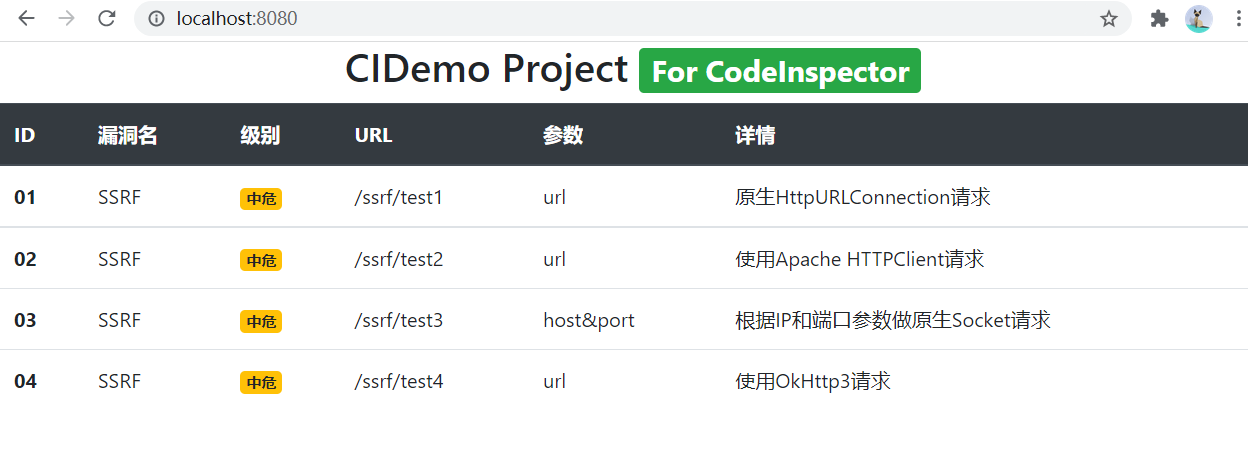 localhost:8080
CIDemo Project For CodeInspector
ID 漏洞名 级别 URL 参数 详情
01 SSRF 中危 /ssrf/test1 url 原生HttpURLConnection请求
02 SSRF 中危 /ssrf/test2 url 使用Apache HTTPClient请求
03 SSRF 中危 /ssrf/test3 host&port 根据IP和端口参数做原生Socket请求
04 SSRF 中危 /ssrf/test4 url 使用OkHttp3请求